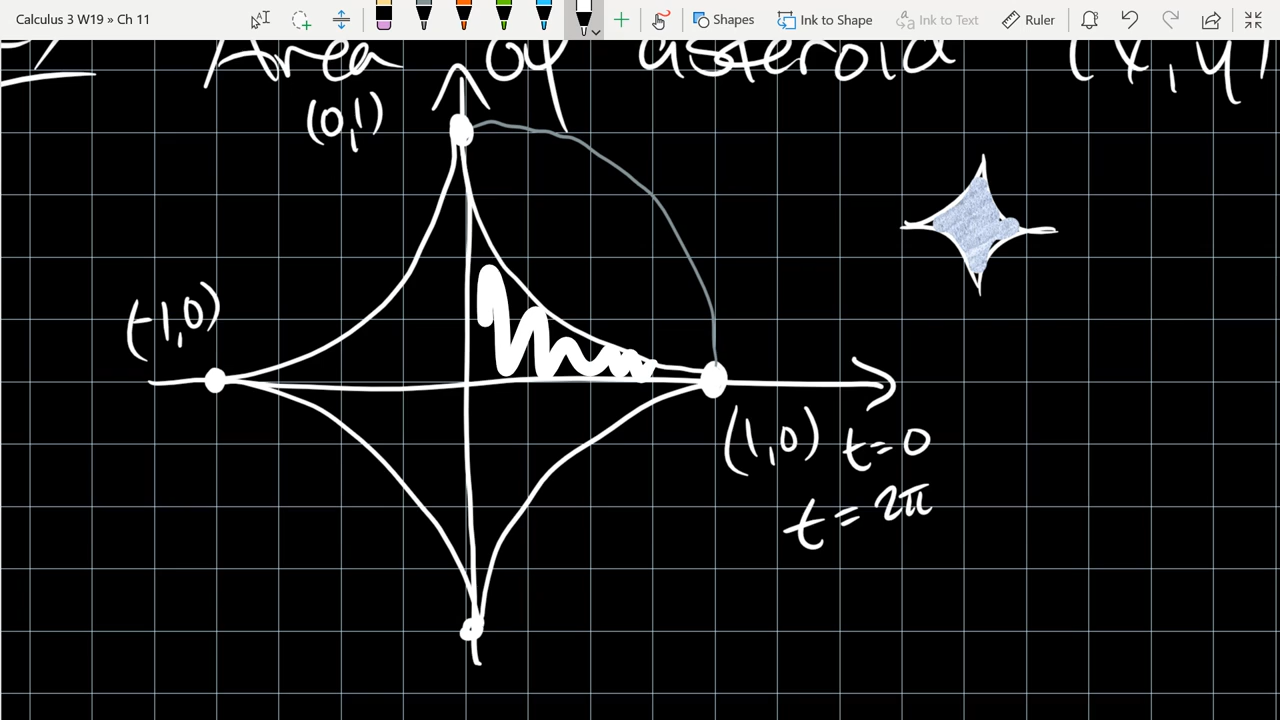 Calculus 3 W19 » Ch 11
Shapes Ink to Shape Ink to Text Ruler
Area of asteroid (x,y)
(0,1)
(-1,0)
(1,0) t=0
t=2π